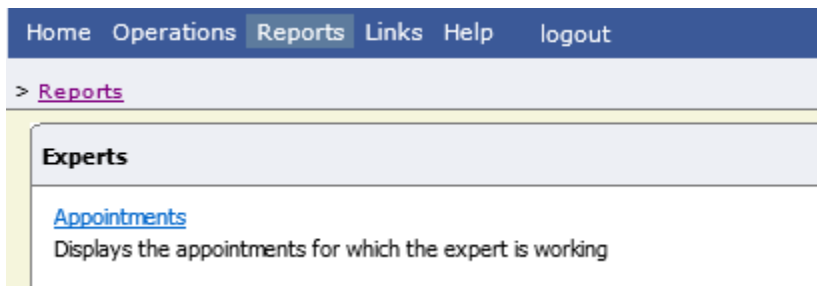 Home Operations Reports Links Help logout
> Reports
Experts
Appointments
Displays the appointments for which the expert is working